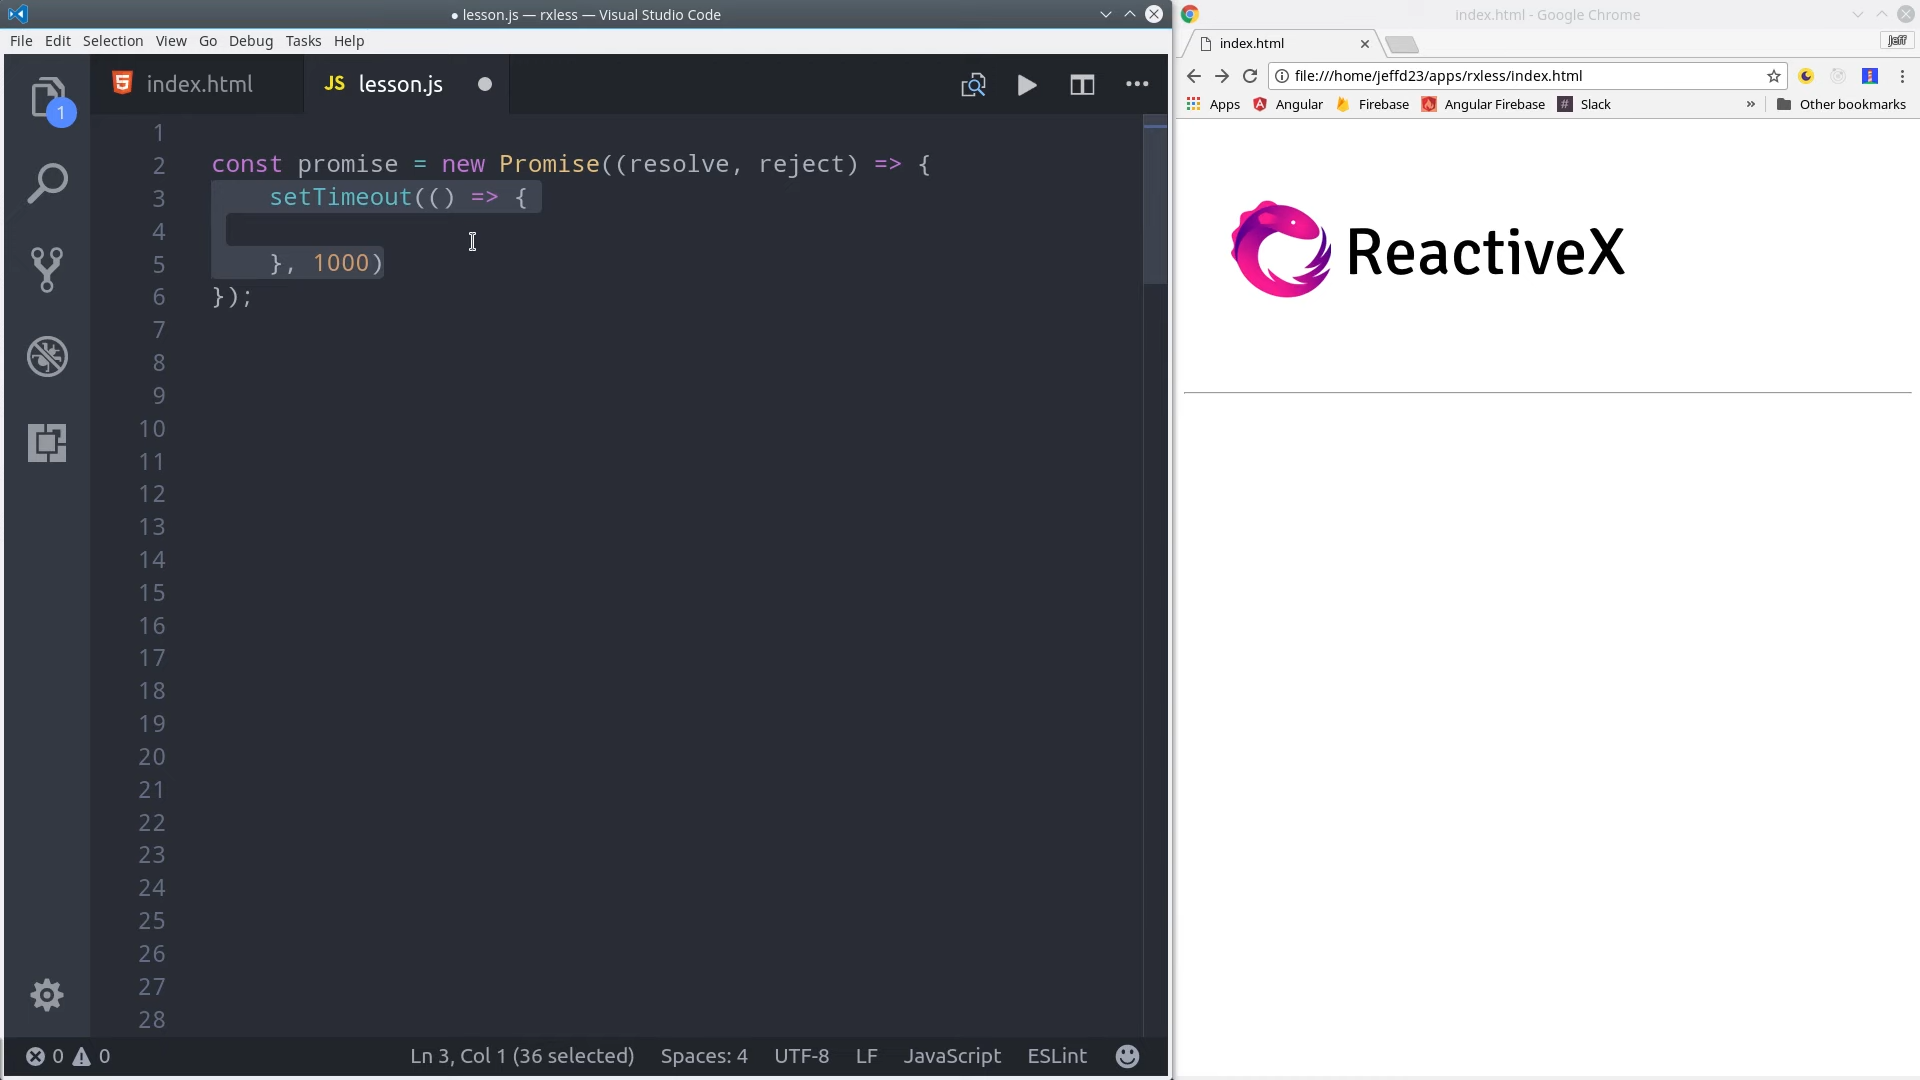 ● lesson.js — rxless — Visual Studio Code
File Edit Selection View Go Debug Tasks Help
1
index.html
JS lesson.js
1
2 const promise = new Promise((resolve, reject) => {
3 setTimeout(() => {
4
5 }, 1000)
6 });
7
8
9
10
11
12
13
14
15
16
17
18
19
20
21
22
23
24
25
26
27
28
0 0 Ln 3, Col 1 (36 selected) Spaces: 4 UTF-8 LF JavaScript ESLint
index.html - Google Chrome
index.html
Jeff
file:///home/jeffd23/apps/rxless/index.html
Apps Angular Firebase Angular Firebase # Slack » Other bookmarks
ReactiveX